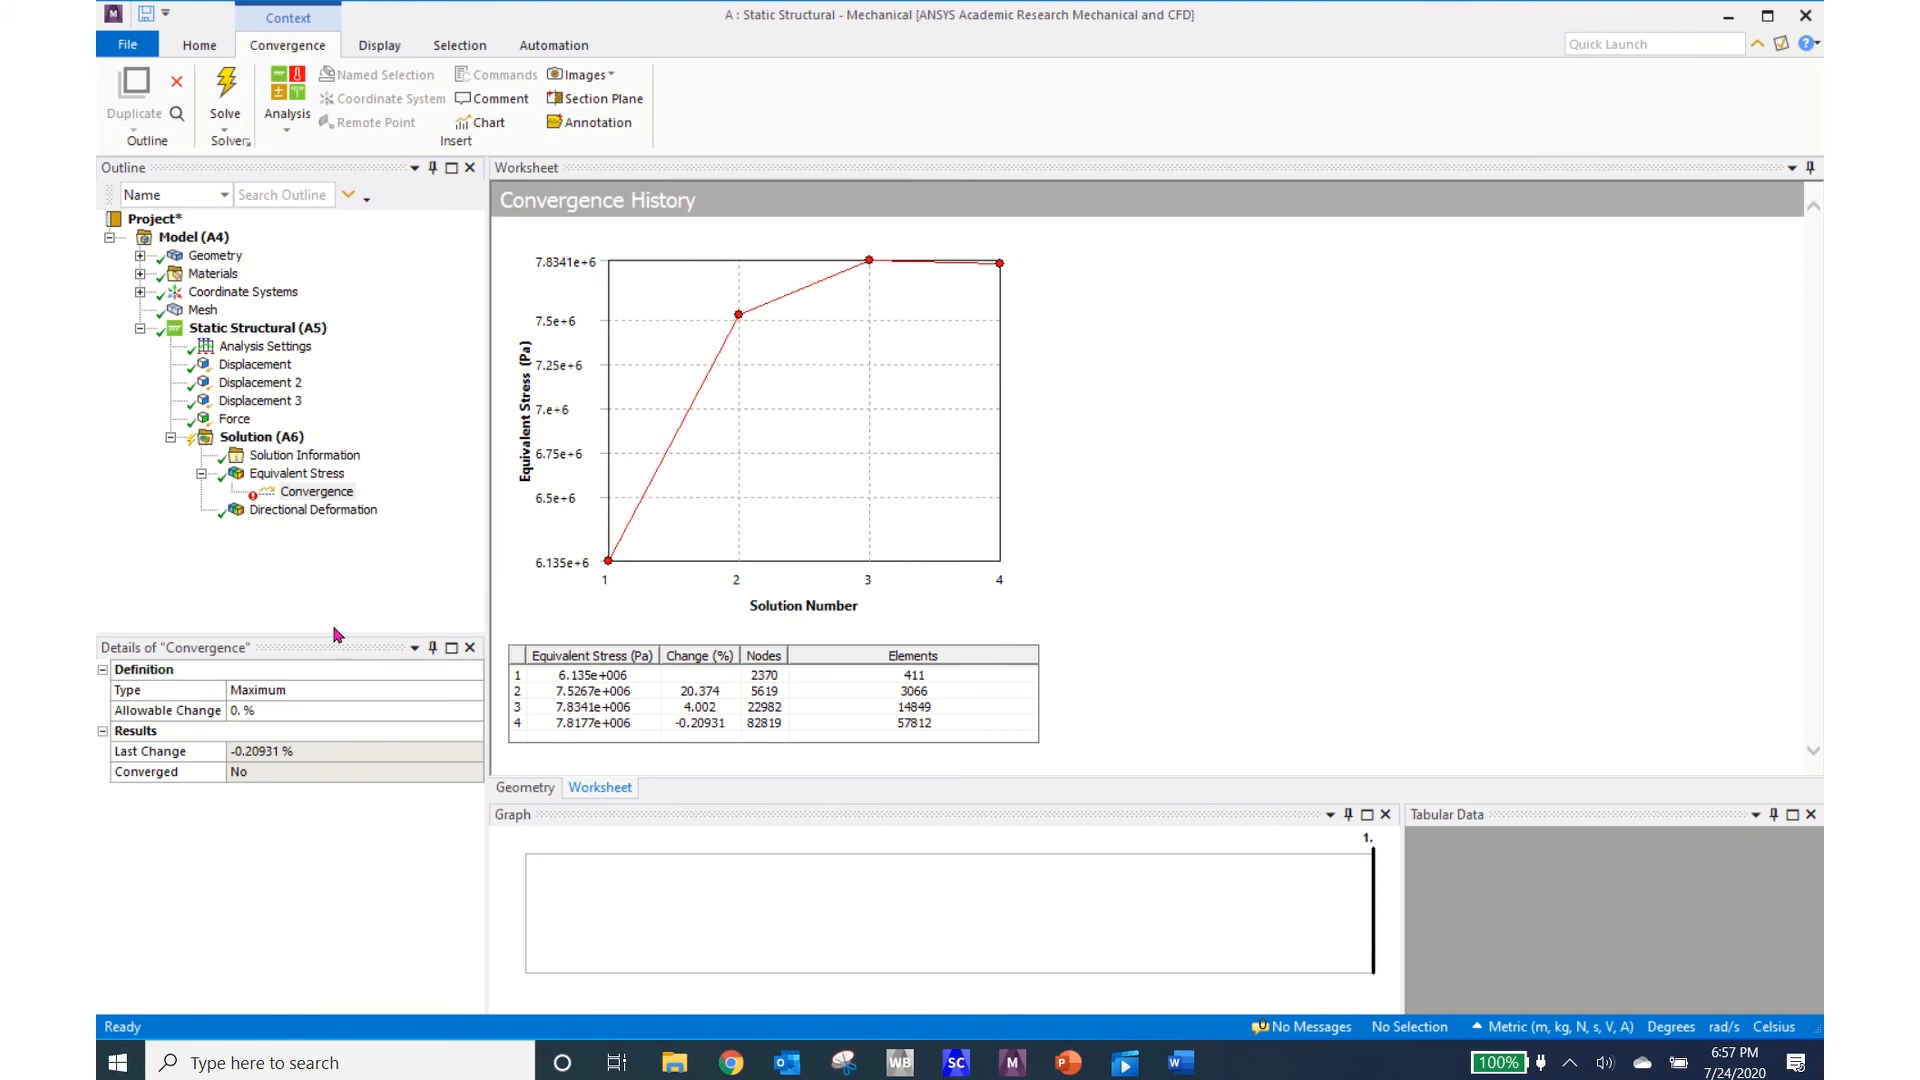 Context
A : Static Structural - Mechanical [ANSYS Academic Research Mechanical and CFD]
File Home Convergence Display Selection Automation
Quick Launch
Duplicate
Outline
Solve
Solver
Analysis
Named Selection
Coordinate System
Remote Point
Commands
Comment
Chart
Images
Section Plane
Annotation
Insert
Outline
Name Search Outline
Project*
Model (A4)
Geometry
Materials
Coordinate Systems
Mesh
Static Structural (A5)
Analysis Settings
Displacement
Displacement 2
Displacement 3
Force
Solution (A6)
Solution Information
Equivalent Stress
Convergence
Directional Deformation
Details of "Convergence"
Definition
Type Maximum
Allowable Change 0. %
Results
Last Change -0.20931 %
Converged No
Worksheet
Convergence History
Equivalent Stress (Pa)
7.8341e+6
7.5e+6
7.25e+6
7.e+6
6.75e+6
6.5e+6
6.135e+6
1 2 3 4
Solution Number
Equivalent Stress (Pa) Change (%) Nodes Elements
1 6.135e+006 2370 411
2 7.5267e+006 20.374 5619 3066
3 7.8341e+006 4.002 22982 14849
4 7.8177e+006 -0.20931 82819 57812
Geometry Worksheet
Graph
1.
Tabular Data
Ready
0 No Messages No Selection Metric (m, kg, N, s, V, A) Degrees rad/s Celsius
Type here to search
WB SC M
100%
6:57 PM
7/24/2020